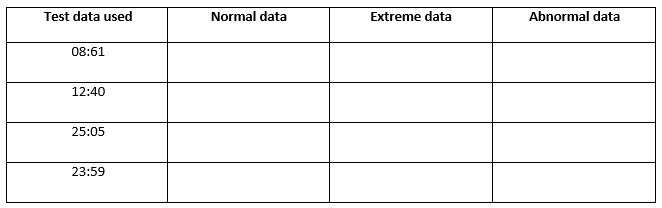 Test data used Normal data Extreme data Abnormal data
08:61
12:40
25:05
23:59